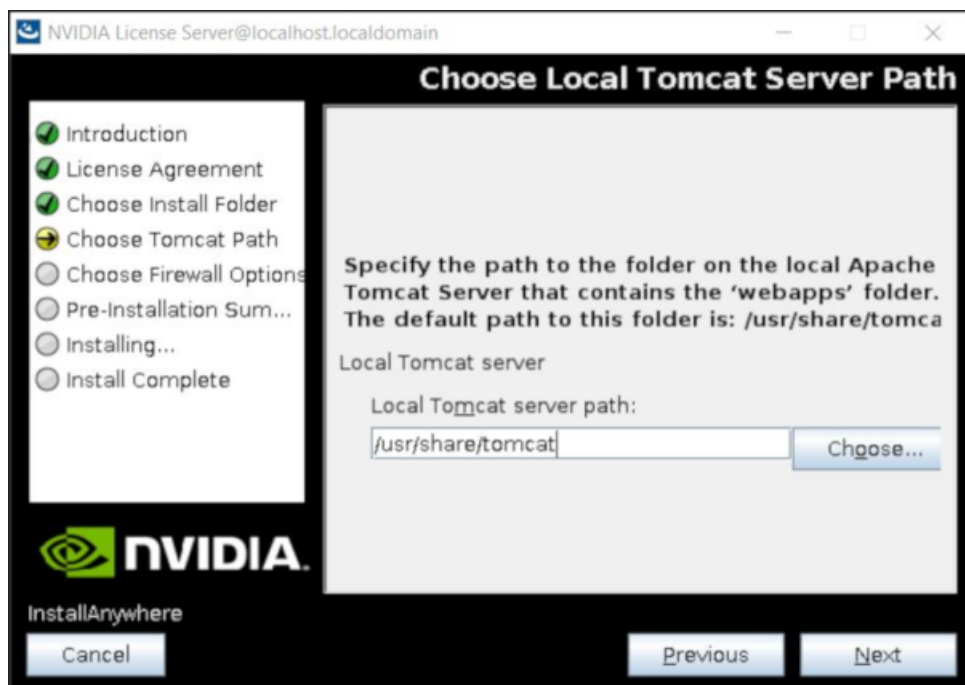 NVIDIA License Server@localhost.localdomain
Choose Local Tomcat Server Path
Introduction
License Agreement
Choose Install Folder
Choose Tomcat Path
Choose Firewall Options
Pre-Installation Sum...
Installing...
Install Complete
Specify the path to the folder on the local Apache
Tomcat Server that contains the ‘webapps’ folder.
The default path to this folder is: /usr/share/tomca
Local Tomcat server
Local Tomcat server path:
/usr/share/tomcat
Choose...
NVIDIA.
InstallAnywhere
Cancel
Previous
Next